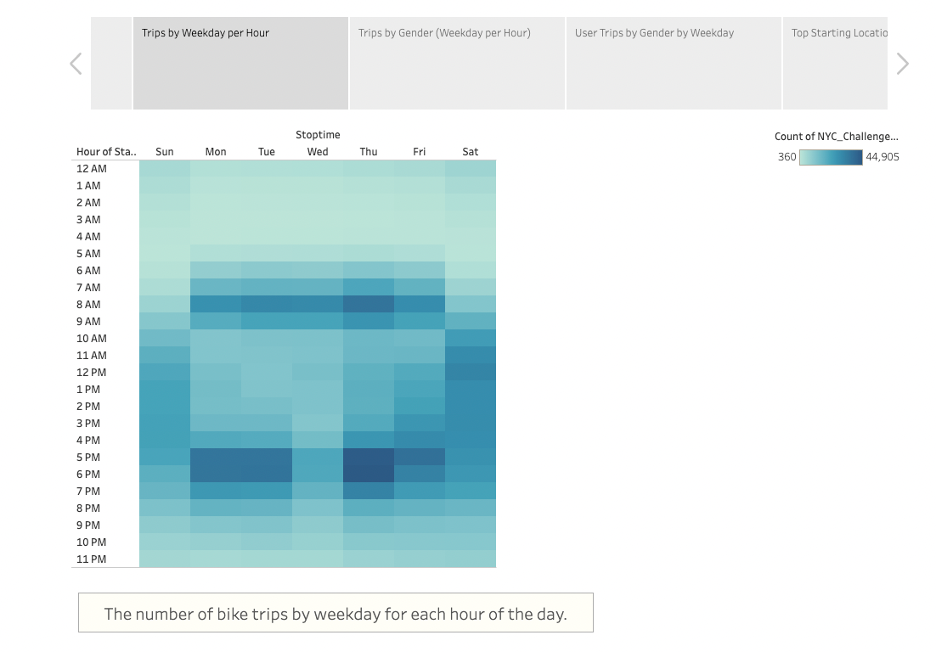 Trips by Weekday per Hour
Trips by Gender (Weekday per Hour)
User Trips by Gender by Weekday
Top Starting Locatio
Stoptime
Hour of Sta.. Sun Mon Tue Wed Thu Fri Sat
12 AM
1 AM
2 AM
3 AM
4 AM
5 AM
6 AM
7 AM
8 AM
9 AM
10 AM
11 AM
12 PM
1 PM
2 PM
3 PM
4 PM
5 PM
6 PM
7 PM
8 PM
9 PM
10 PM
11 PM
Count of NYC_Challenge...
360 44,905
The number of bike trips by weekday for each hour of the day.